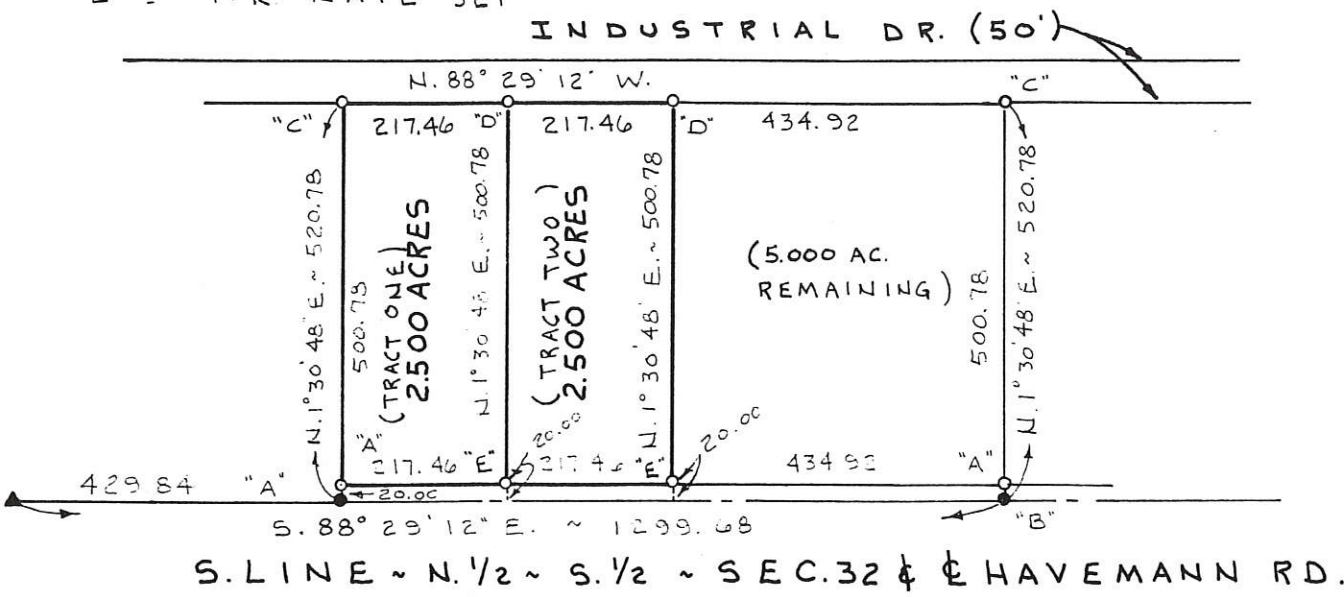 INDUSTRIAL DR. (50')
N. 88° 29' 12" W.
"C"
"C"
217.46
"D"
217.46
"D"
434.92
N. 1° 30' 48" E. ~ 520.78
500.78
(TRACT ONE)
2.500 ACRES
N. 1° 30' 48" E. ~ 500.78
(TRACT TWO)
2.500 ACRES
N. 1° 30' 48" E. ~ 500.78
(5.000 AC.
REMAINING)
500.78
N. 1° 30' 48" E. ~ 520.78
"A"
217.46
"E"
20.00
217.46
"E"
20.00
434.92
"A"
429.84
"A"
20.00
S. 88° 29' 12" E. ~ 1299.68
"B"
S. LINE ~ N. 1/2 ~ S. 1/2 ~ SEC. 32 & ℄ HAVEMANN RD.